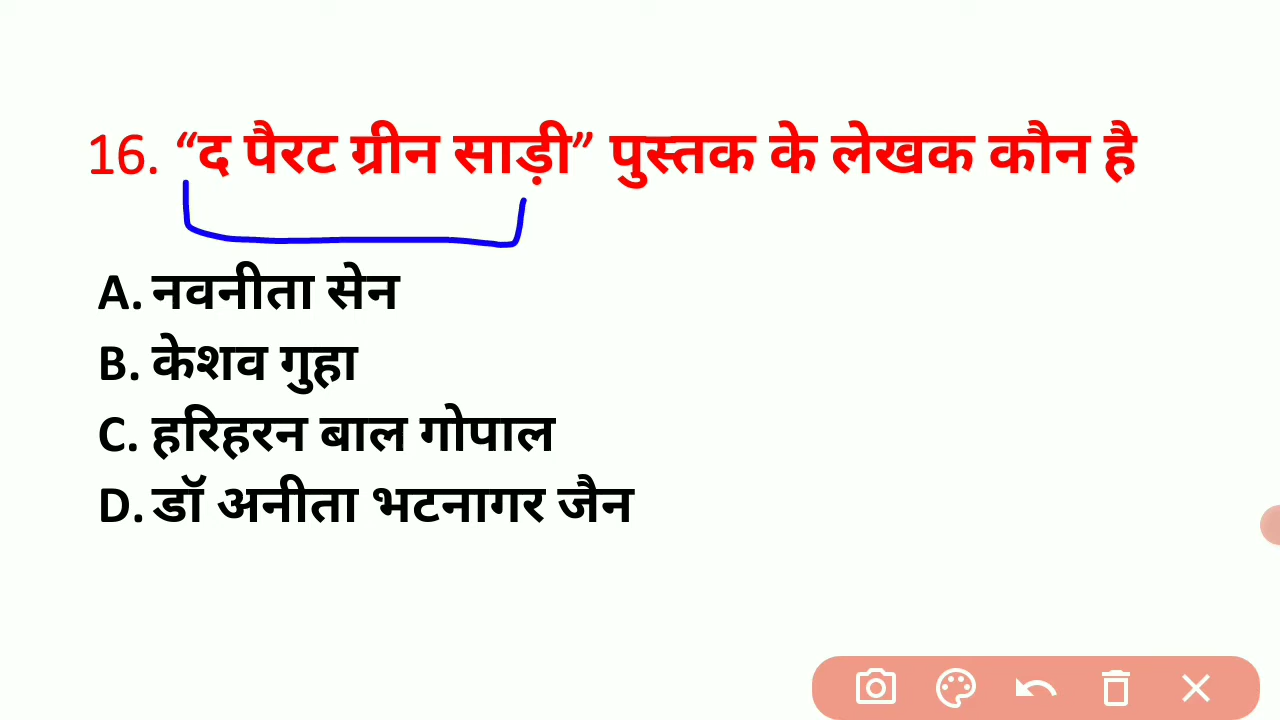 16. “द पैरट ग्रीन साड़ी” पुस्तक के लेखक कौन है
A. नवनीता सेन
B. केशव गुहा
C. हरिहरन बाल गोपाल
D. डॉ अनीता भटनागर जैन